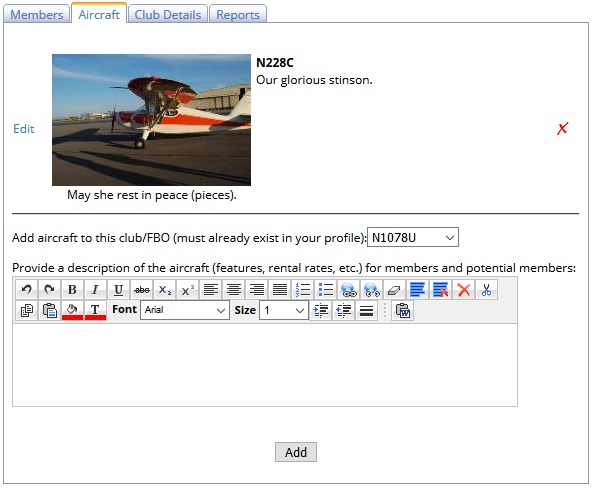 Members Aircraft Club Details Reports
N228C
Our glorious stinson.
Edit
May she rest in peace (pieces).
Add aircraft to this club/FBO (must already exist in your profile): N1078U
Provide a description of the aircraft (features, rental rates, etc.) for members and potential members:
B I U abc X₂ X²
T Font Arial Size 1
Add